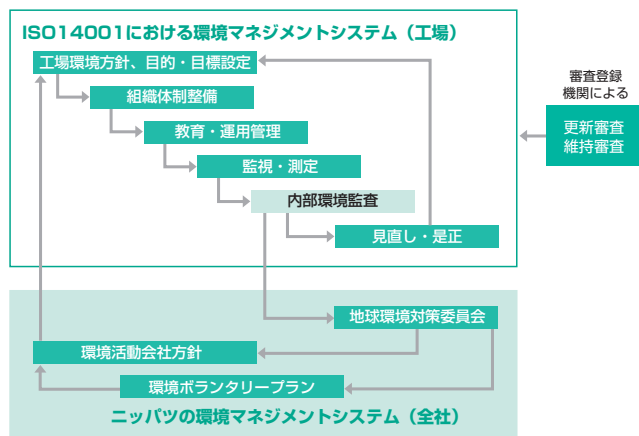 ISO14001における環境マネジメントシステム（工場）
工場環境方針、目的・目標設定
組織体制整備
教育・運用管理
監視・測定
内部環境監査
見直し・是正
審査登録
機関による
更新審査
維持審査
地球環境対策委員会
環境活動会社方針
環境ボランタリープラン
ニッパツの環境マネジメントシステム（全社）